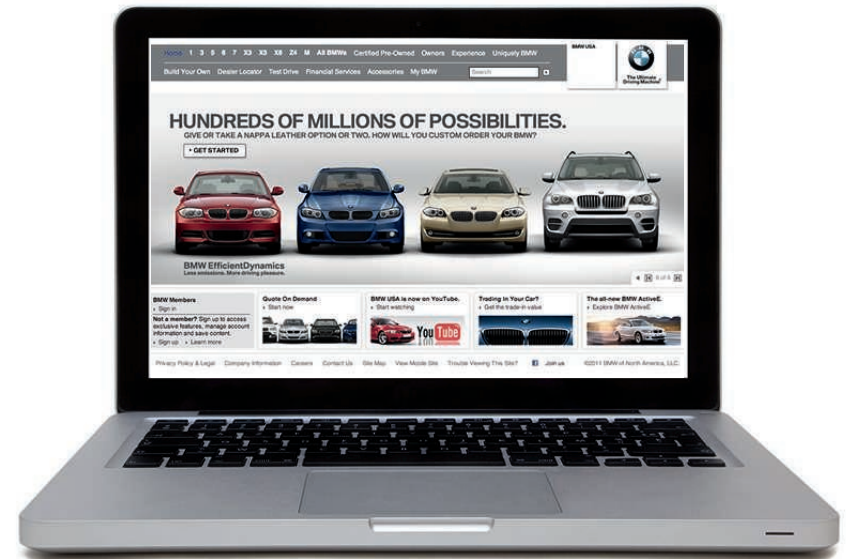 Home 1 3 5 6 7 X3 X5 X6 Z4 M All BMWs Certified Pre-Owned Owners Experience Uniquely BMW
BMW USA
Build Your Own Dealer Locator Test Drive Financial Services Accessories My BMW Search
The Ultimate
Driving Machine®
HUNDREDS OF MILLIONS OF POSSIBILITIES.
GIVE OR TAKE A NAPPA LEATHER OPTION OR TWO. HOW WILL YOU CUSTOM ORDER YOUR BMW?
GET STARTED
BMW EfficientDynamics
Less emissions. More driving pleasure.
6 of 6
BMW Members
Sign in
Not a member? Sign up to access
exclusive features, manage account
information and save content.
Sign up Learn more
Quote On Demand
Start now
BMW USA is now on YouTube.
Start watching
You Tube
Trading In Your Car?
Get the trade-in value
The all-new BMW ActiveE.
Explore BMW ActiveE.
Privacy Policy & Legal Company Information Careers Contact Us Site Map View Mobile Site Trouble Viewing This Site? Join us ©2011 BMW of North America, LLC.